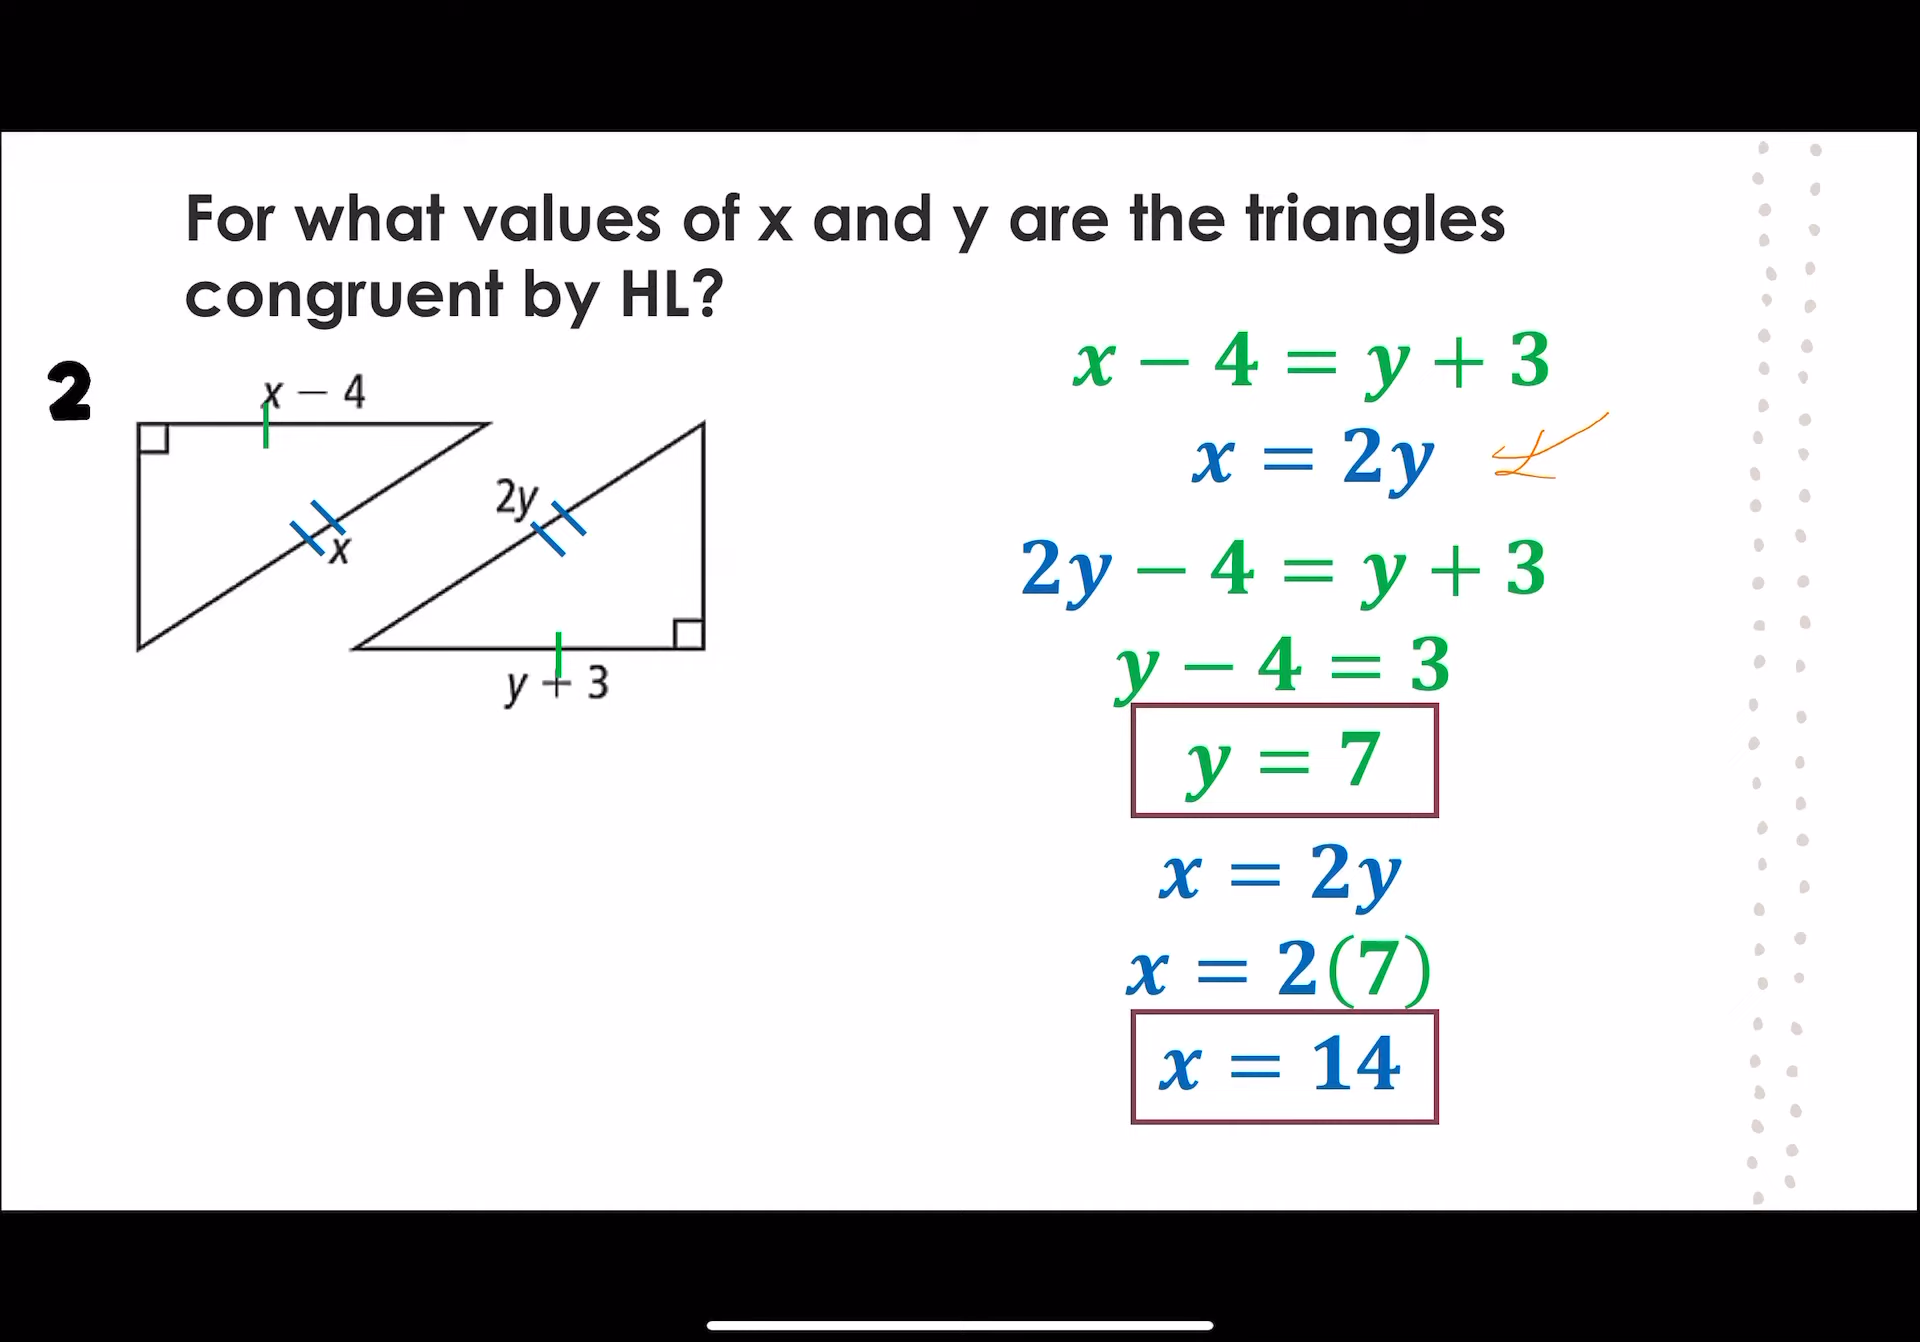 For what values of x and y are the triangles
congruent by HL?
2
x − 4
x
2y
y + 3
x − 4 = y + 3
x = 2y
2y − 4 = y + 3
y − 4 = 3
y = 7
x = 2y
x = 2(7)
x = 14